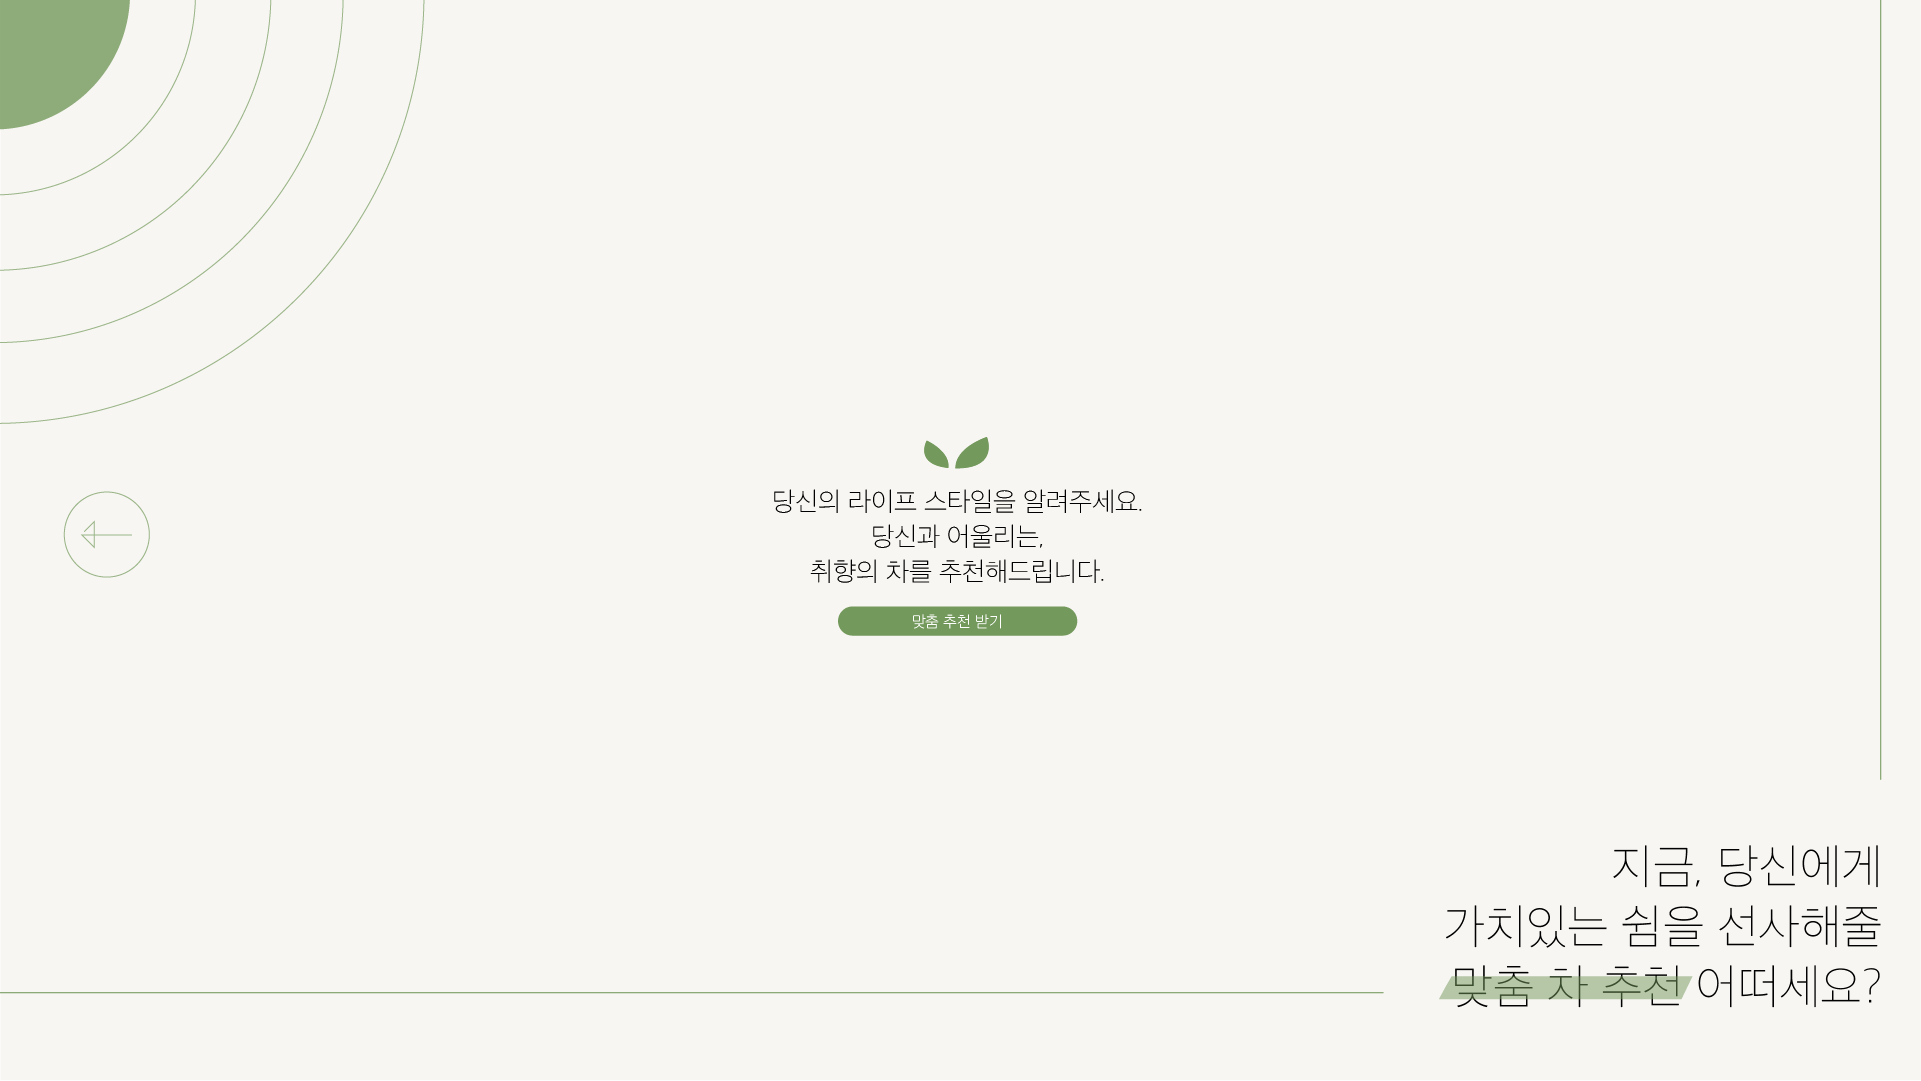 당신의 라이프 스타일을 알려주세요.
당신과 어울리는,
취향의 차를 추천해드립니다.
맞춤 추천 받기
지금, 당신에게
가치있는 쉼을 선사해줄
맞춤 차 추천 어떠세요?